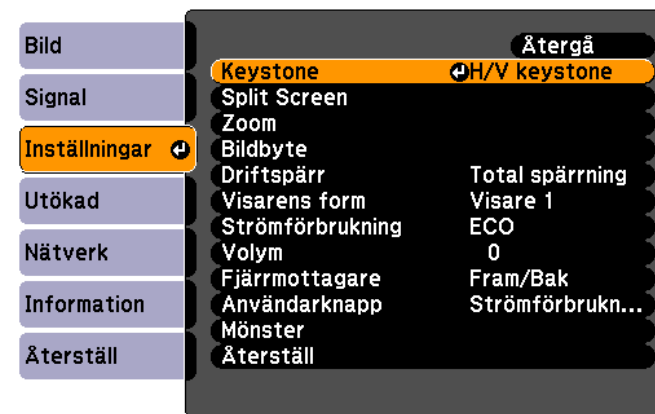 Bild
Signal
Inställningar
Utökad
Nätverk
Information
Återställ
Återgå
Keystone H/V keystone
Split Screen
Zoom
Bildbyte
Driftspärr Total spärrning
Visarens form Visare 1
Strömförbrukning ECO
Volym 0
Fjärrmottagare Fram/Bak
Användarknapp Strömförbrukn...
Mönster
Återställ